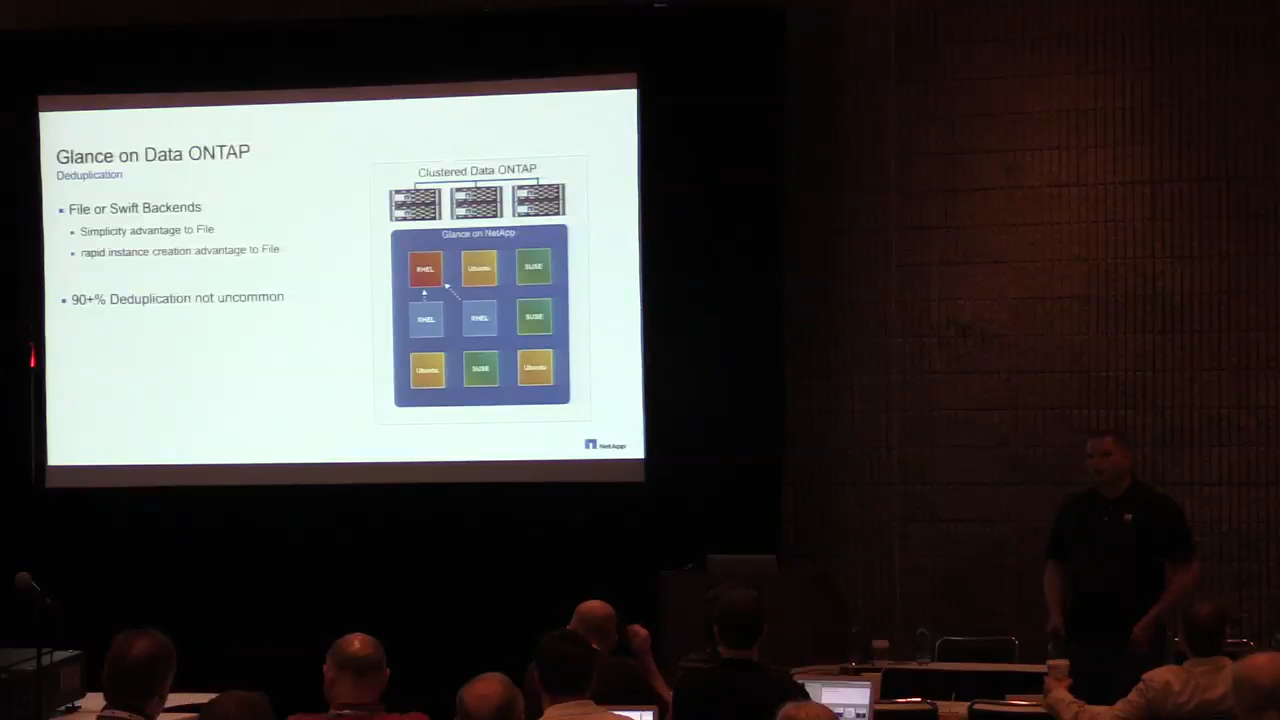 Glance on Data ONTAP
Deduplication
File or Swift Backends
Simplicity advantage to File
rapid instance creation advantage to File
90+% Deduplication not uncommon
Clustered Data ONTAP
Glance on NetApp
RHEL Ubuntu SUSE
RHEL RHEL SUSE
Ubuntu SUSE Ubuntu
NetApp